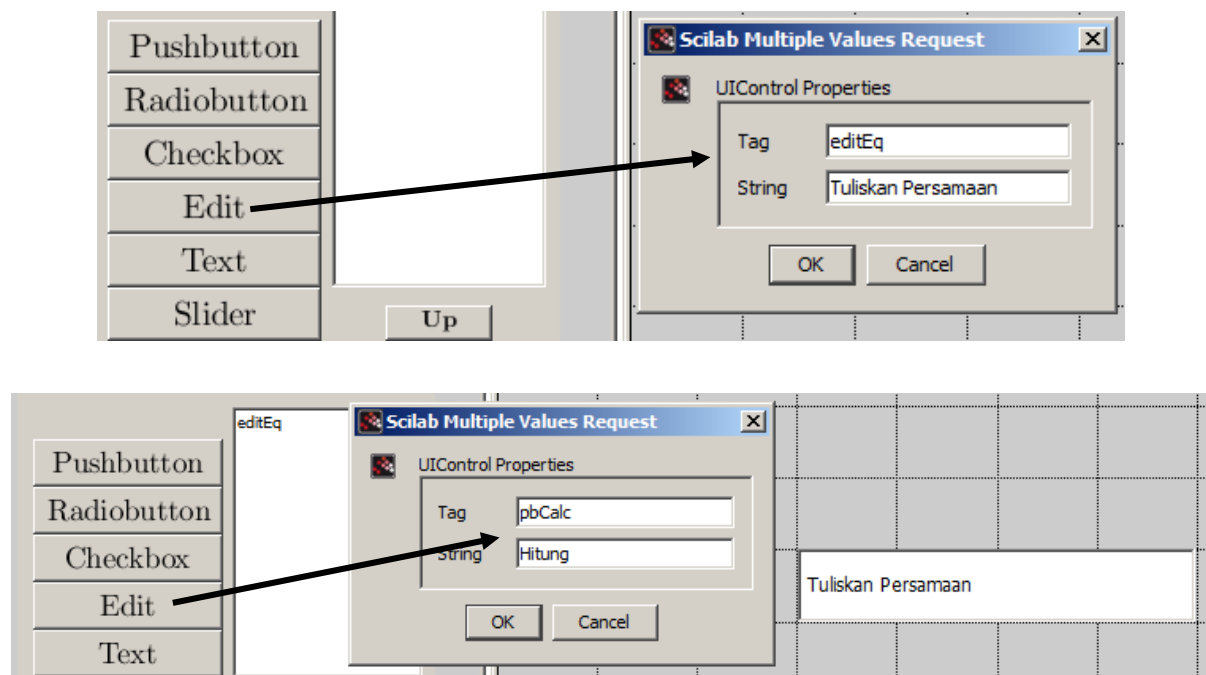 Pushbutton
Radiobutton
Checkbox
Edit
Text
Slider
Up
Scilab Multiple Values Request
UIControl Properties
Tag editEq
String Tuliskan Persamaan
OK Cancel
editEq
Pushbutton
Radiobutton
Checkbox
Edit
Text
Scilab Multiple Values Request
UIControl Properties
Tag pbCalc
String Hitung
OK Cancel
Tuliskan Persamaan